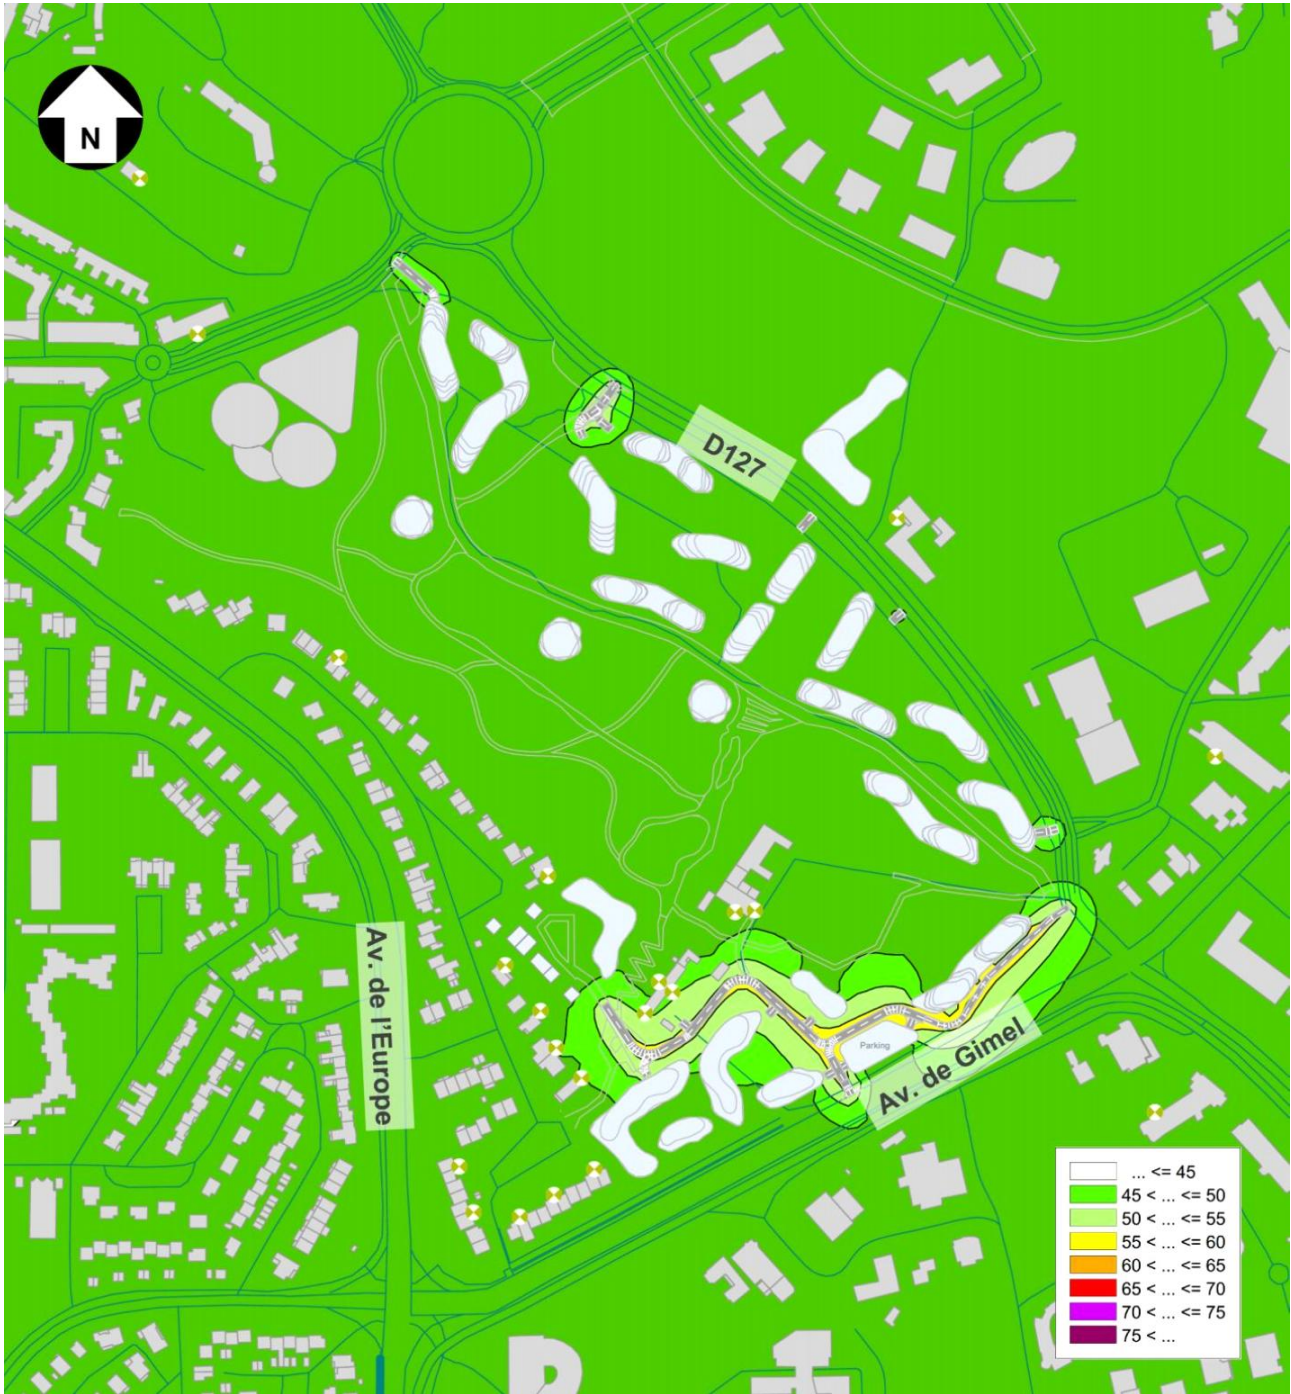 N
D127
Av. de l'Europe
Parking
Av. de Gimel
... <= 45
45 < ... <= 50
50 < ... <= 55
55 < ... <= 60
60 < ... <= 65
65 < ... <= 70
70 < ... <= 75
75 < ...